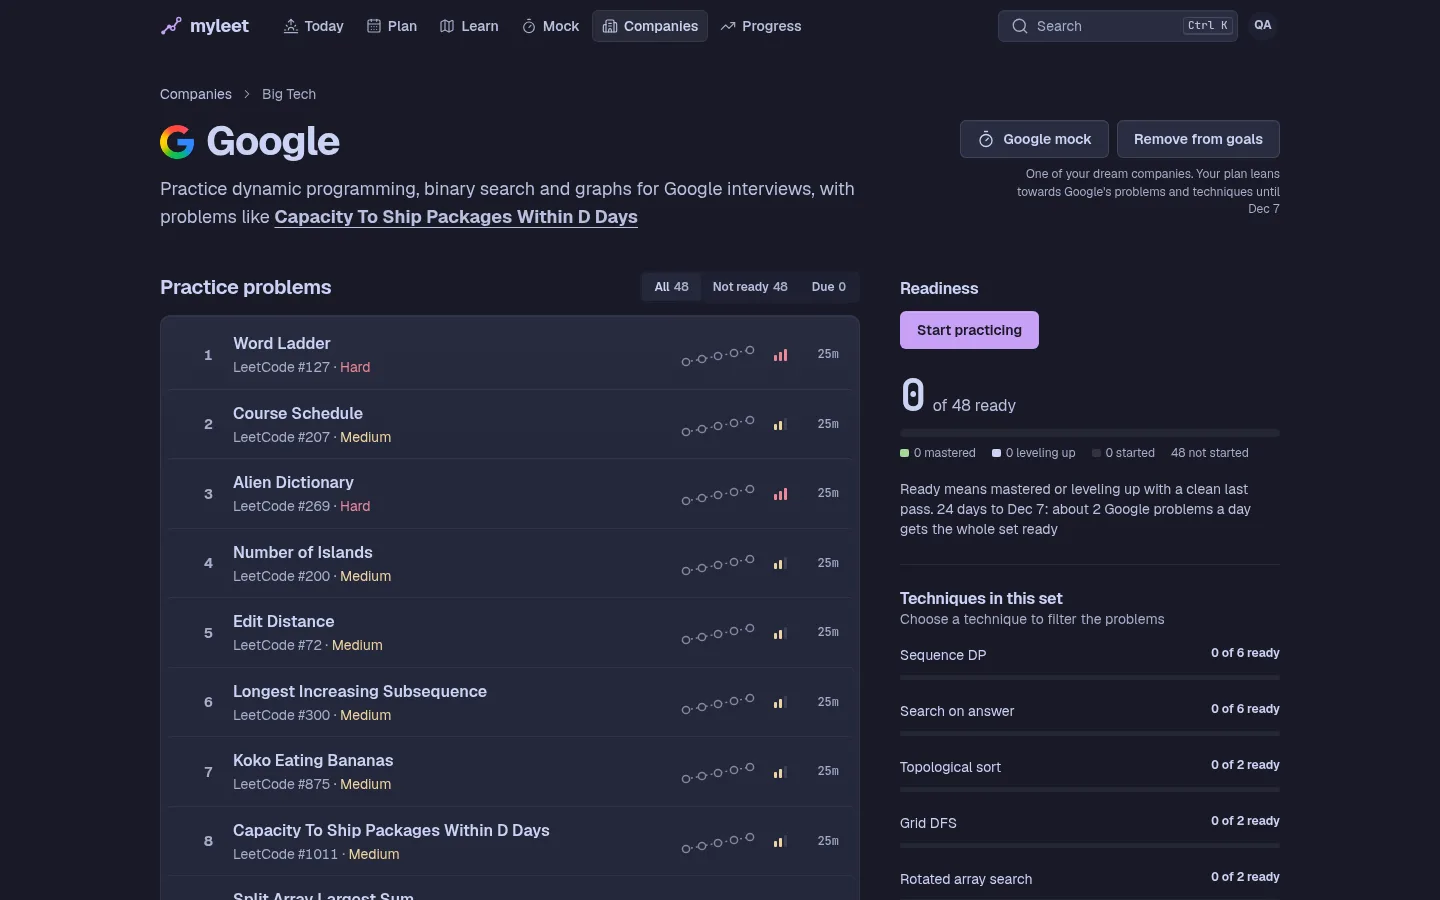 myleet
Today
Plan
Learn
Mock
Companies
Progress
Search
Ctrl K
QA
Companies
Big Tech
Google
Google mock
Remove from goals
Practice dynamic programming, binary search and graphs for Google interviews, with
problems like Capacity To Ship Packages Within D Days
One of your dream companies. Your plan leans
towards Google's problems and techniques until
Dec 7
Practice problems
All 48
Not ready 48
Due 0
1
Word Ladder
LeetCode #127 · Hard
25m
2
Course Schedule
LeetCode #207 · Medium
25m
3
Alien Dictionary
LeetCode #269 · Hard
25m
4
Number of Islands
LeetCode #200 · Medium
25m
5
Edit Distance
LeetCode #72 · Medium
25m
6
Longest Increasing Subsequence
LeetCode #300 · Medium
25m
7
Koko Eating Bananas
LeetCode #875 · Medium
25m
8
Capacity To Ship Packages Within D Days
LeetCode #1011 · Medium
25m
Split Array Largest Sum
Readiness
Start practicing
0 of 48 ready
0 mastered
0 leveling up
0 started
48 not started
Ready means mastered or leveling up with a clean last
pass. 24 days to Dec 7: about 2 Google problems a day
gets the whole set ready
Techniques in this set
Choose a technique to filter the problems
Sequence DP
0 of 6 ready
Search on answer
0 of 6 ready
Topological sort
0 of 2 ready
Grid DFS
0 of 2 ready
Rotated array search
0 of 2 ready